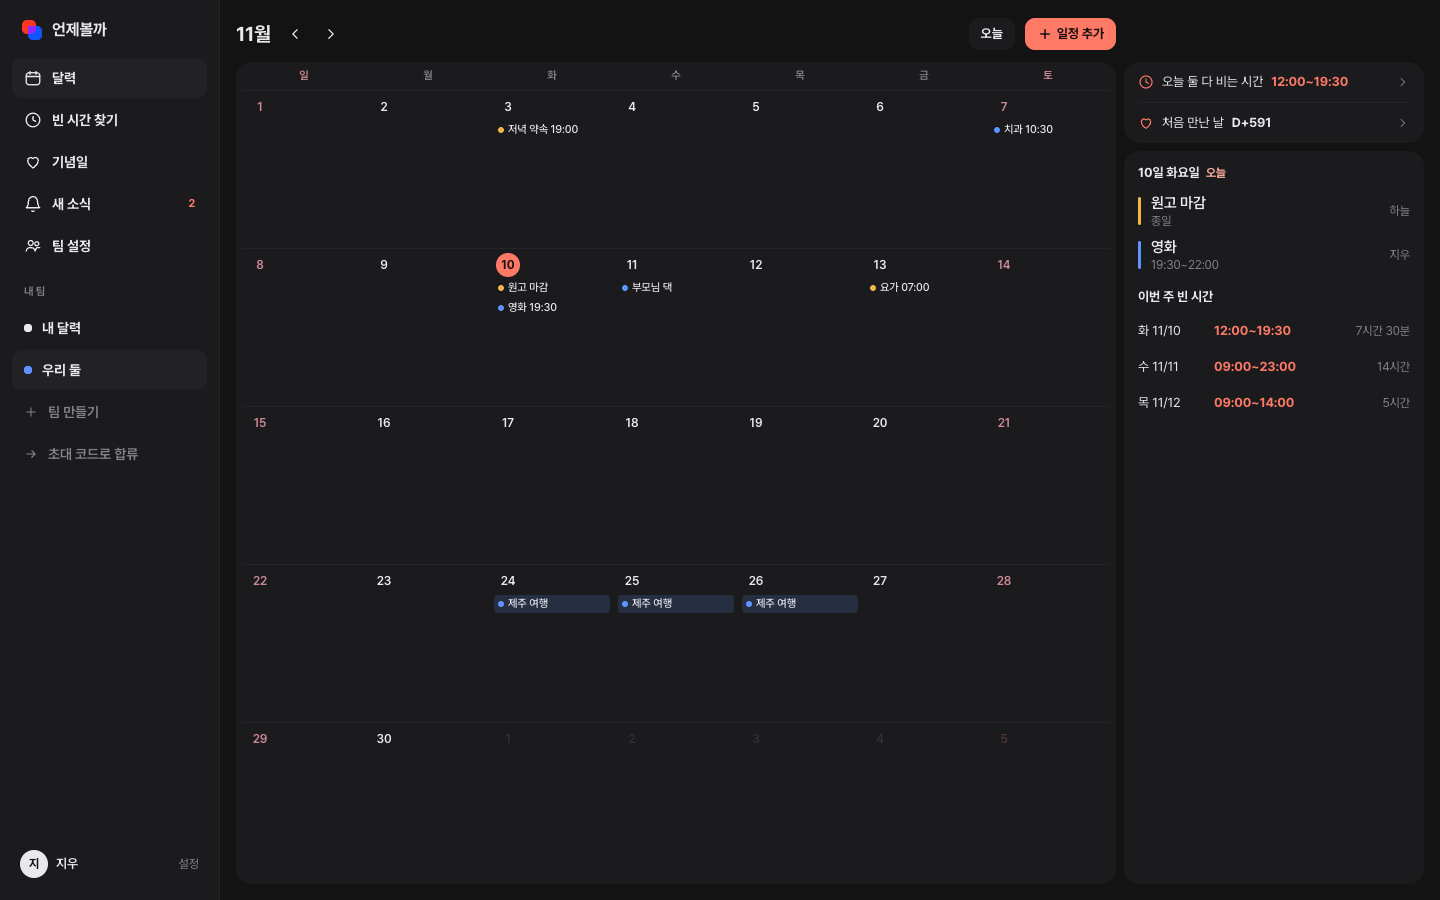 언제볼까
달력
빈 시간 찾기
기념일
새 소식 2
팀 설정
내 팀
내 달력
우리 둘
팀 만들기
초대 코드로 합류
지 지우 설정
11월
오늘 일정 추가
일 월 화 수 목 금 토
1 2 3 4 5 6 7
저녁 약속 19:00 치과 10:30
8 9 10 11 12 13 14
원고 마감 부모님 댁 요가 07:00
영화 19:30
15 16 17 18 19 20 21
22 23 24 25 26 27 28
제주 여행 제주 여행 제주 여행
29 30 1 2 3 4 5
오늘 둘 다 비는 시간 12:00~19:30
처음 만난 날 D+591
10일 화요일 오늘
원고 마감 하늘
종일
영화 지우
19:30~22:00
이번 주 빈 시간
화 11/10 12:00~19:30 7시간 30분
수 11/11 09:00~23:00 14시간
목 11/12 09:00~14:00 5시간